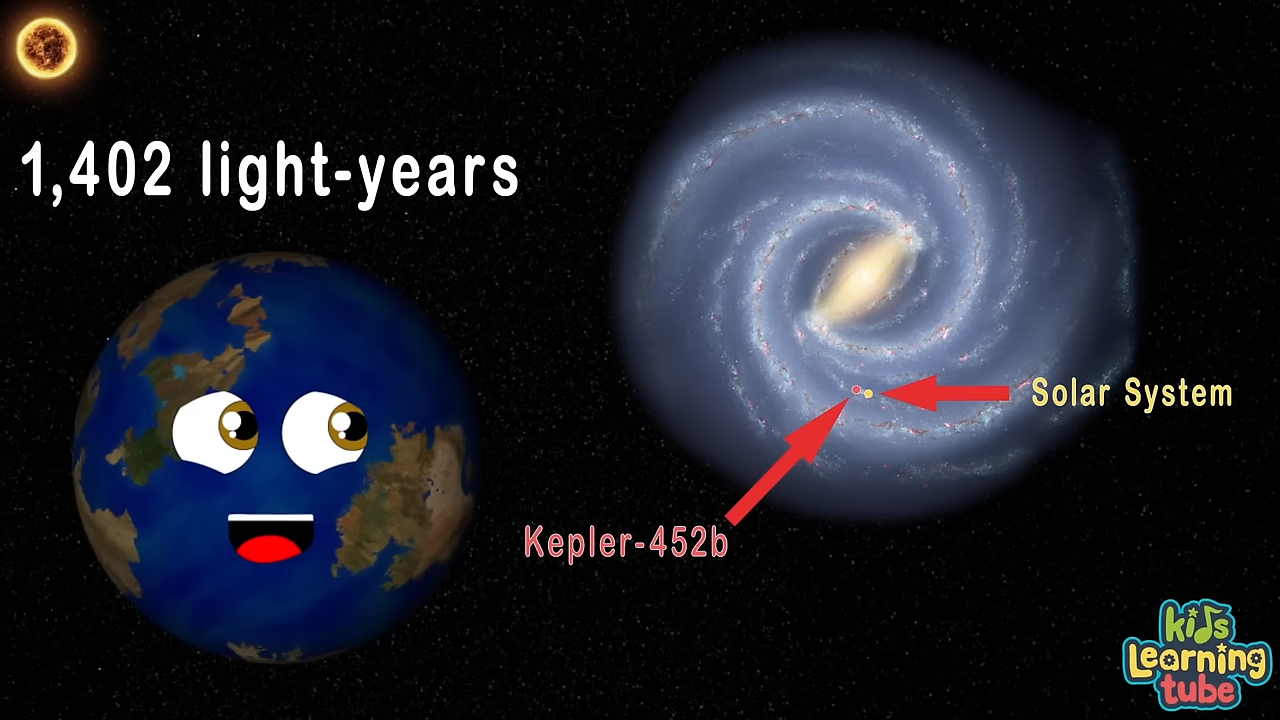 1,402 light-years
Solar System
Kepler-452b
kids
Learning
tube